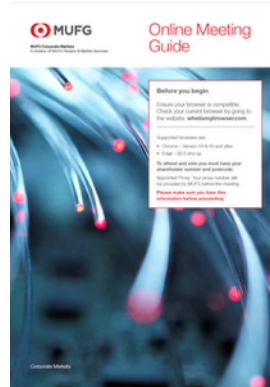 MUFG
MUFG Corporate Markets
A division of MUFG Pension & Market Services
Online Meeting
Guide
Before you begin
Ensure your browser is compatible.
Check your current browser by going to
the website: whatismybrowser.com
Supported browsers are:
Chrome – Version 44 & 45 and after
Edge – 92.0 and up
To attend and vote you must have your
shareholder number and postcode.
Appointed Proxy: Your proxy number will
be provided by MUFG before the meeting.
Please make sure you have this
information before proceeding.
Corporate Markets